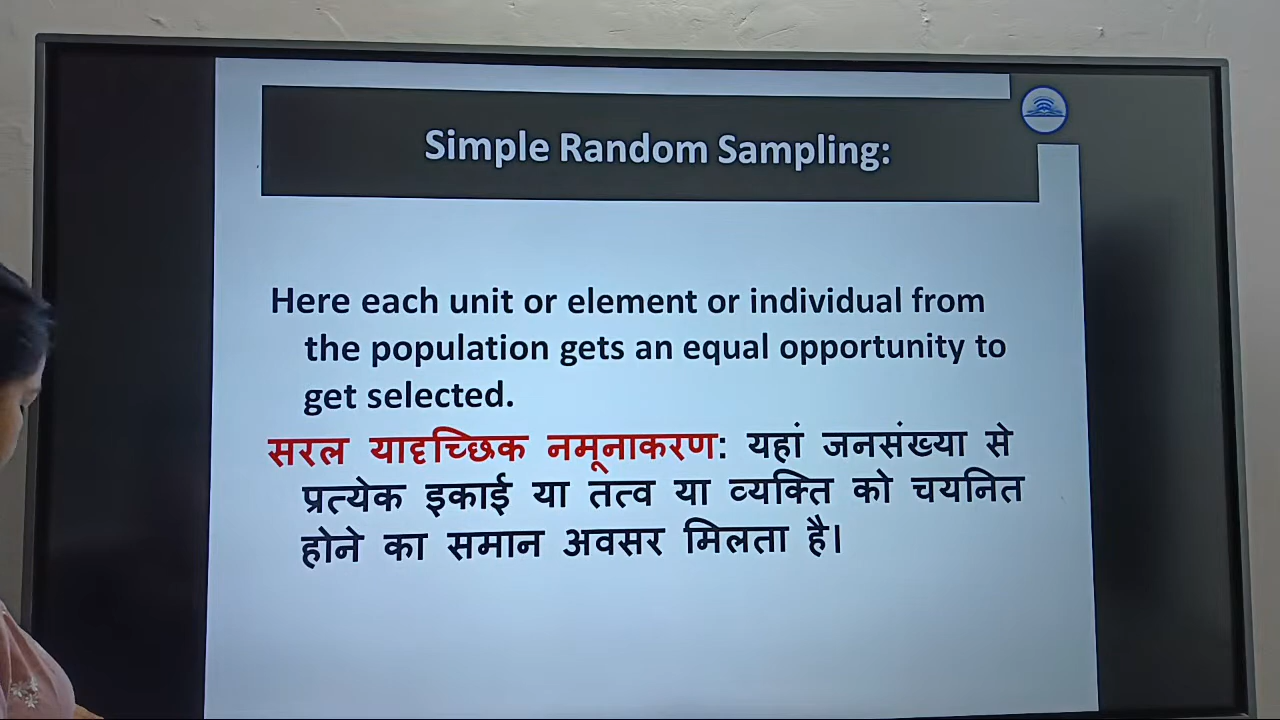 Simple Random Sampling:
Here each unit or element or individual from
the population gets an equal opportunity to
get selected.
सरल यादृच्छिक नमूनाकरण: यहां जनसंख्या से
प्रत्येक इकाई या तत्व या व्यक्ति को चयनित
होने का समान अवसर मिलता है।